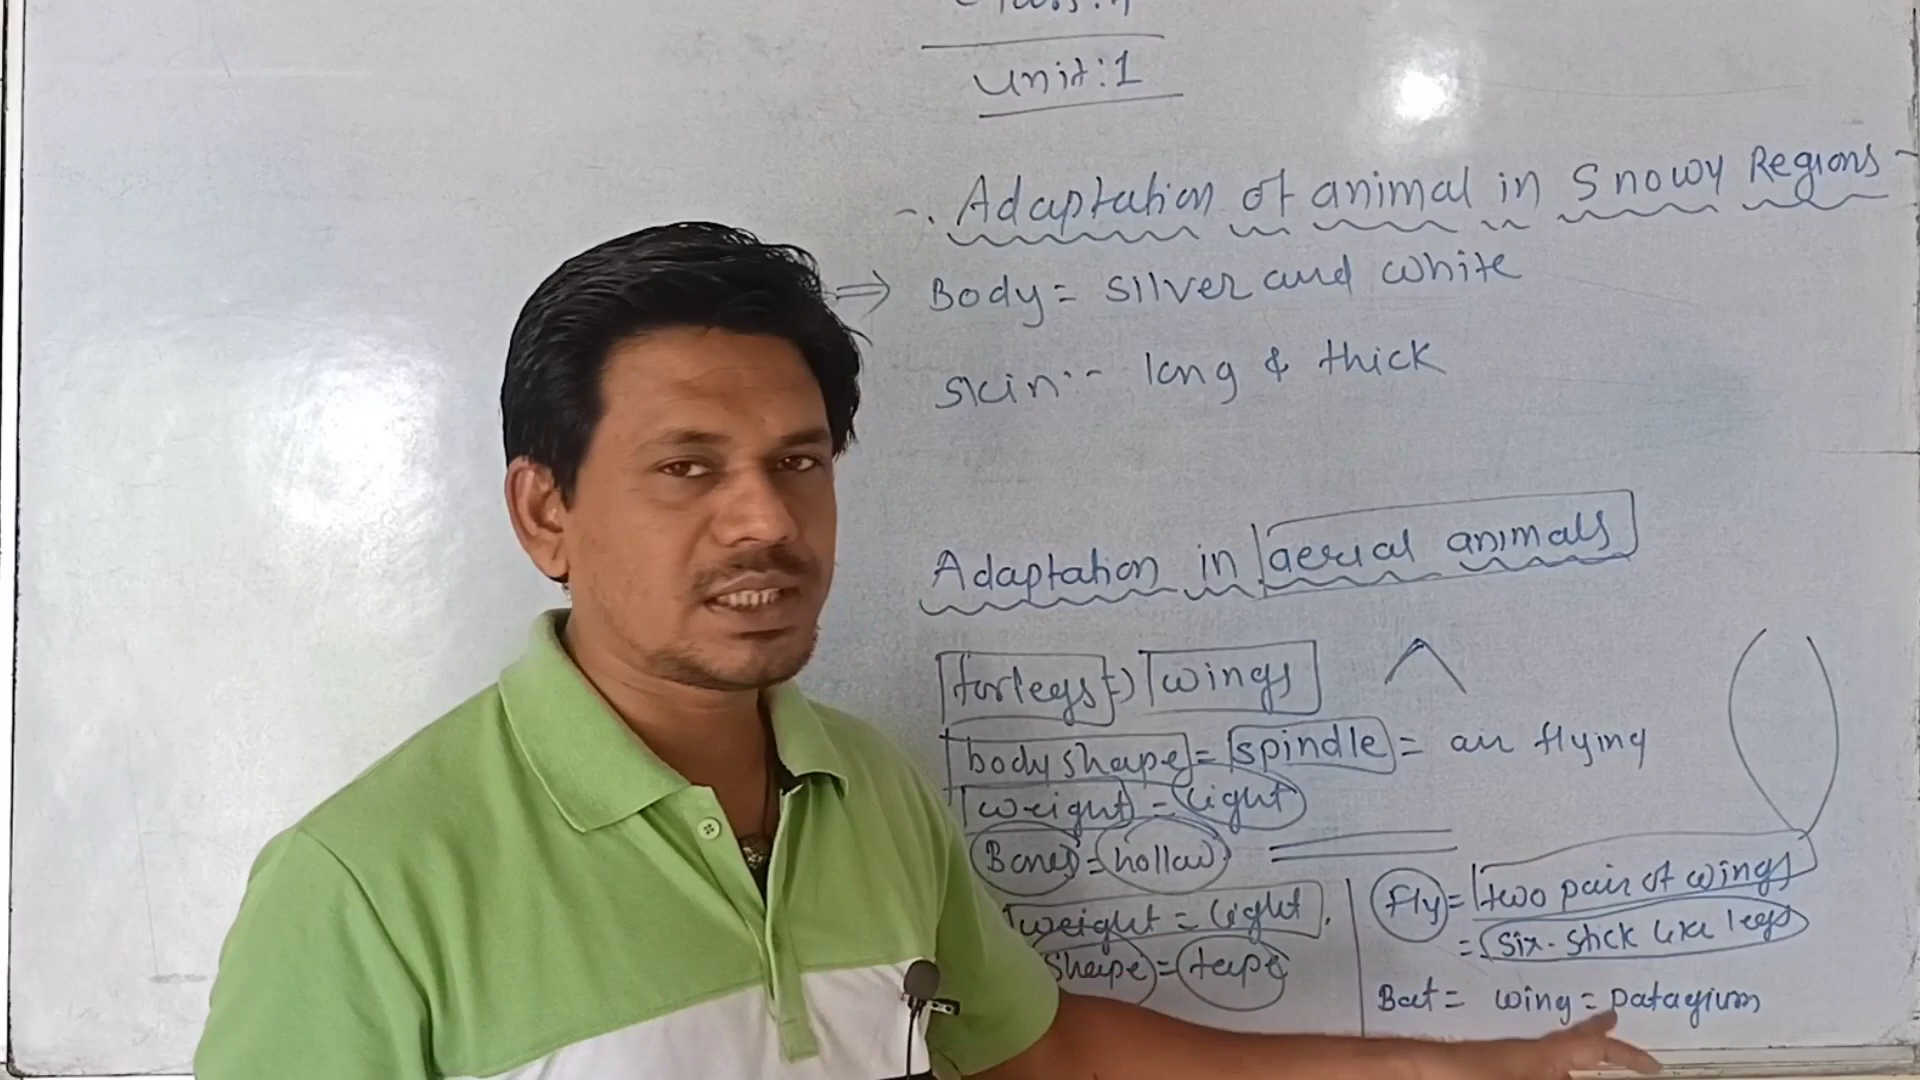 Class:4
Unit:1
Adaptation of animal in Snowy Regions
⇒ Body = silver and white
skin:- long & thick
Adaptation in aerial animals
forlegs ⇒ wings
body shape = spindle = air flying
weight = light
Bones = hollow
weight = light.
Shape = tape
Fly = two pair of wings
= Six-stick like legs
Bat = wing = patagium